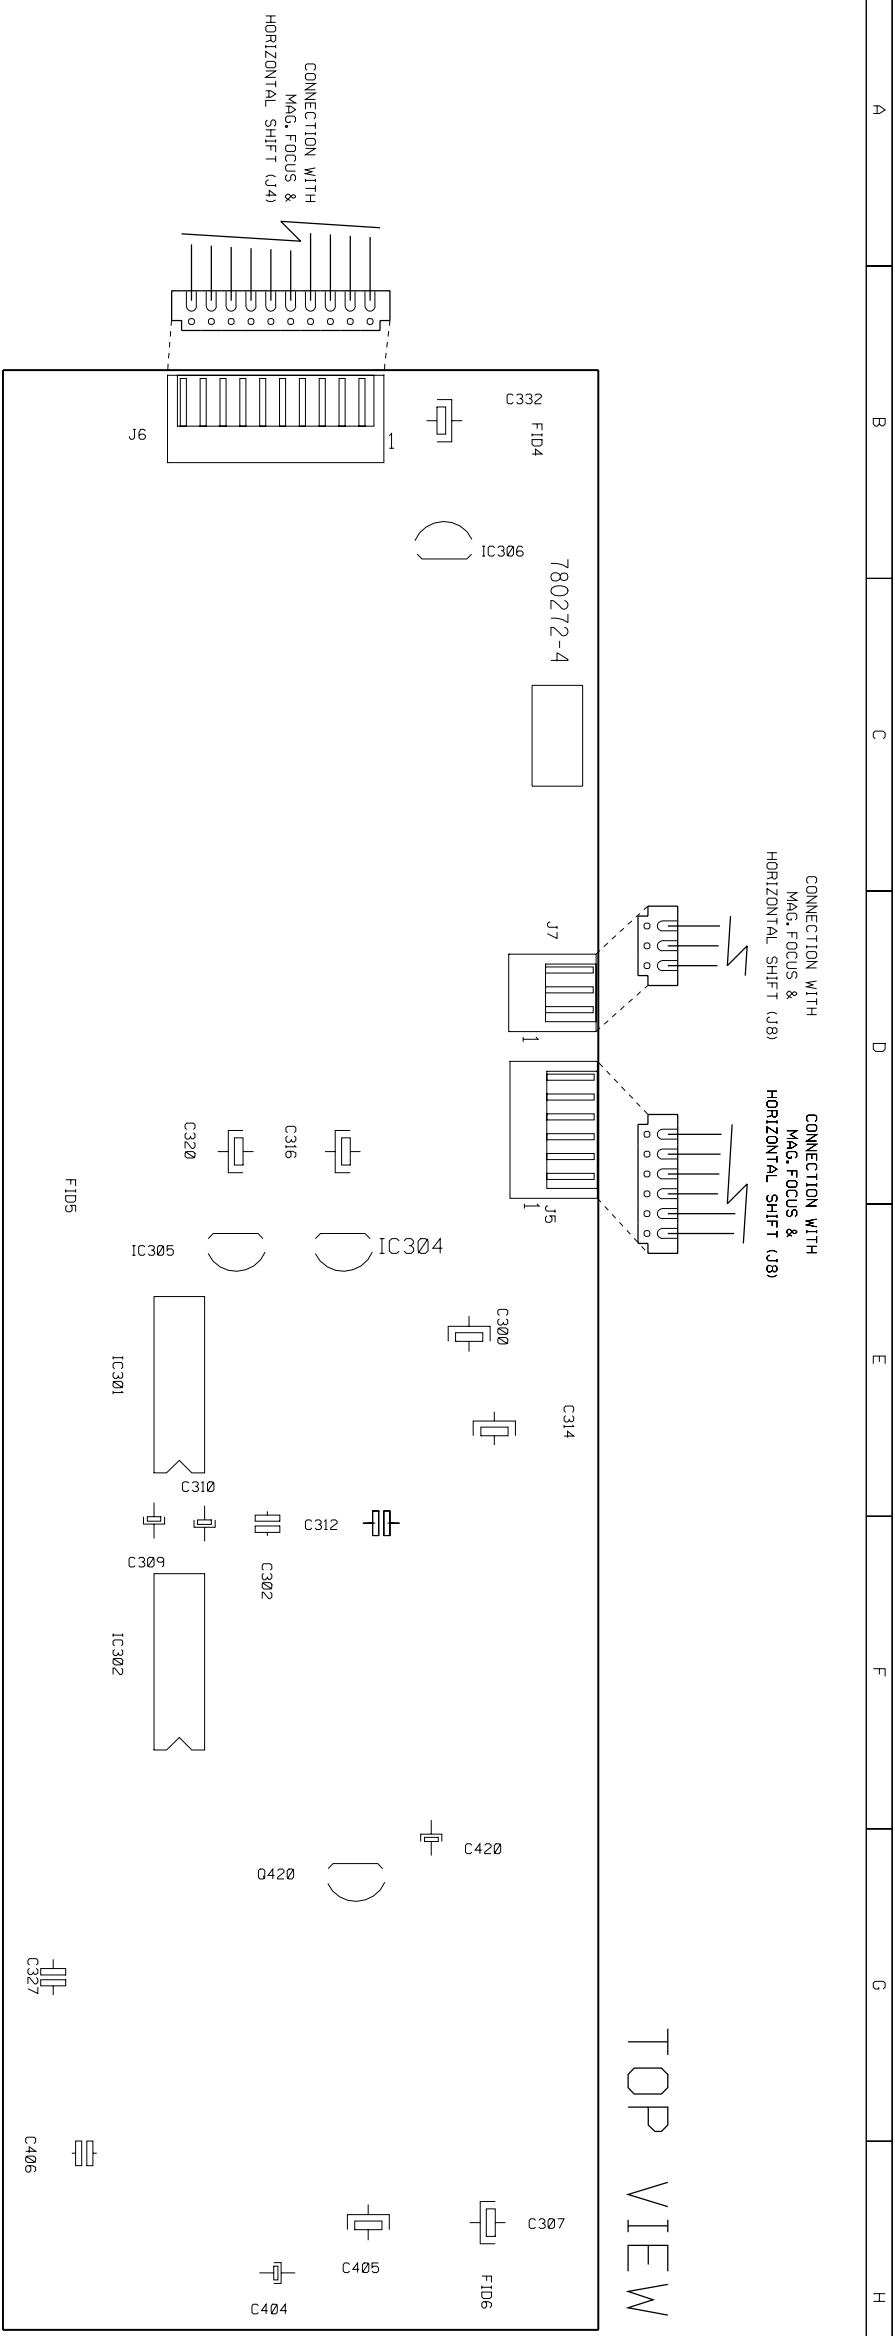 A
B
C
D
E
F
G
H
CONNECTION WITH
MAG.FOCUS &
HORIZONTAL SHIFT (J4)
J6
1
C332
FID4
IC306
780272-4
CONNECTION WITH
MAG.FOCUS &
HORIZONTAL SHIFT (J8)
J7
1
CONNECTION WITH
MAG.FOCUS &
HORIZONTAL SHIFT (J8)
J5
1
C320
C316
FID5
IC305
IC304
C300
IC301
C314
C310
C312
C309
C302
IC302
C420
Q420
C327
TOP VIEW
C406
C307
C405
FID6
C404